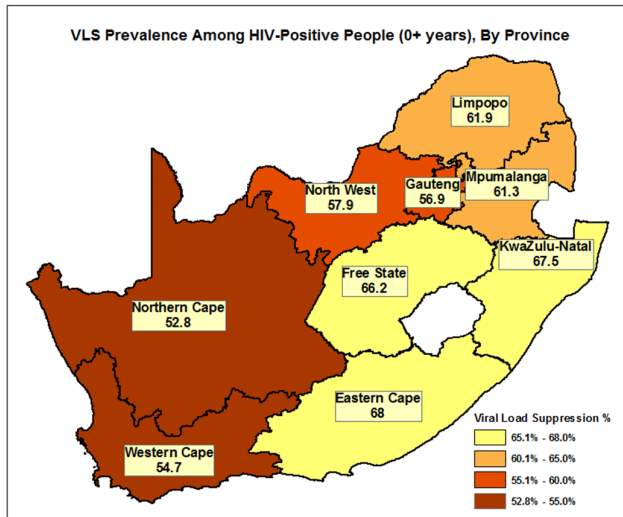 VLS Prevalence Among HIV-Positive People (0+ years), By Province
Limpopo
61.9
Mpumalanga
61.3
Gauteng
56.9
North West
57.9
KwaZulu-Natal
67.5
Free State
66.2
Northern Cape
52.8
Eastern Cape
68
Western Cape
54.7
Viral Load Suppression %
65.1% - 68.0%
60.1% - 65.0%
55.1% - 60.0%
52.8% - 55.0%